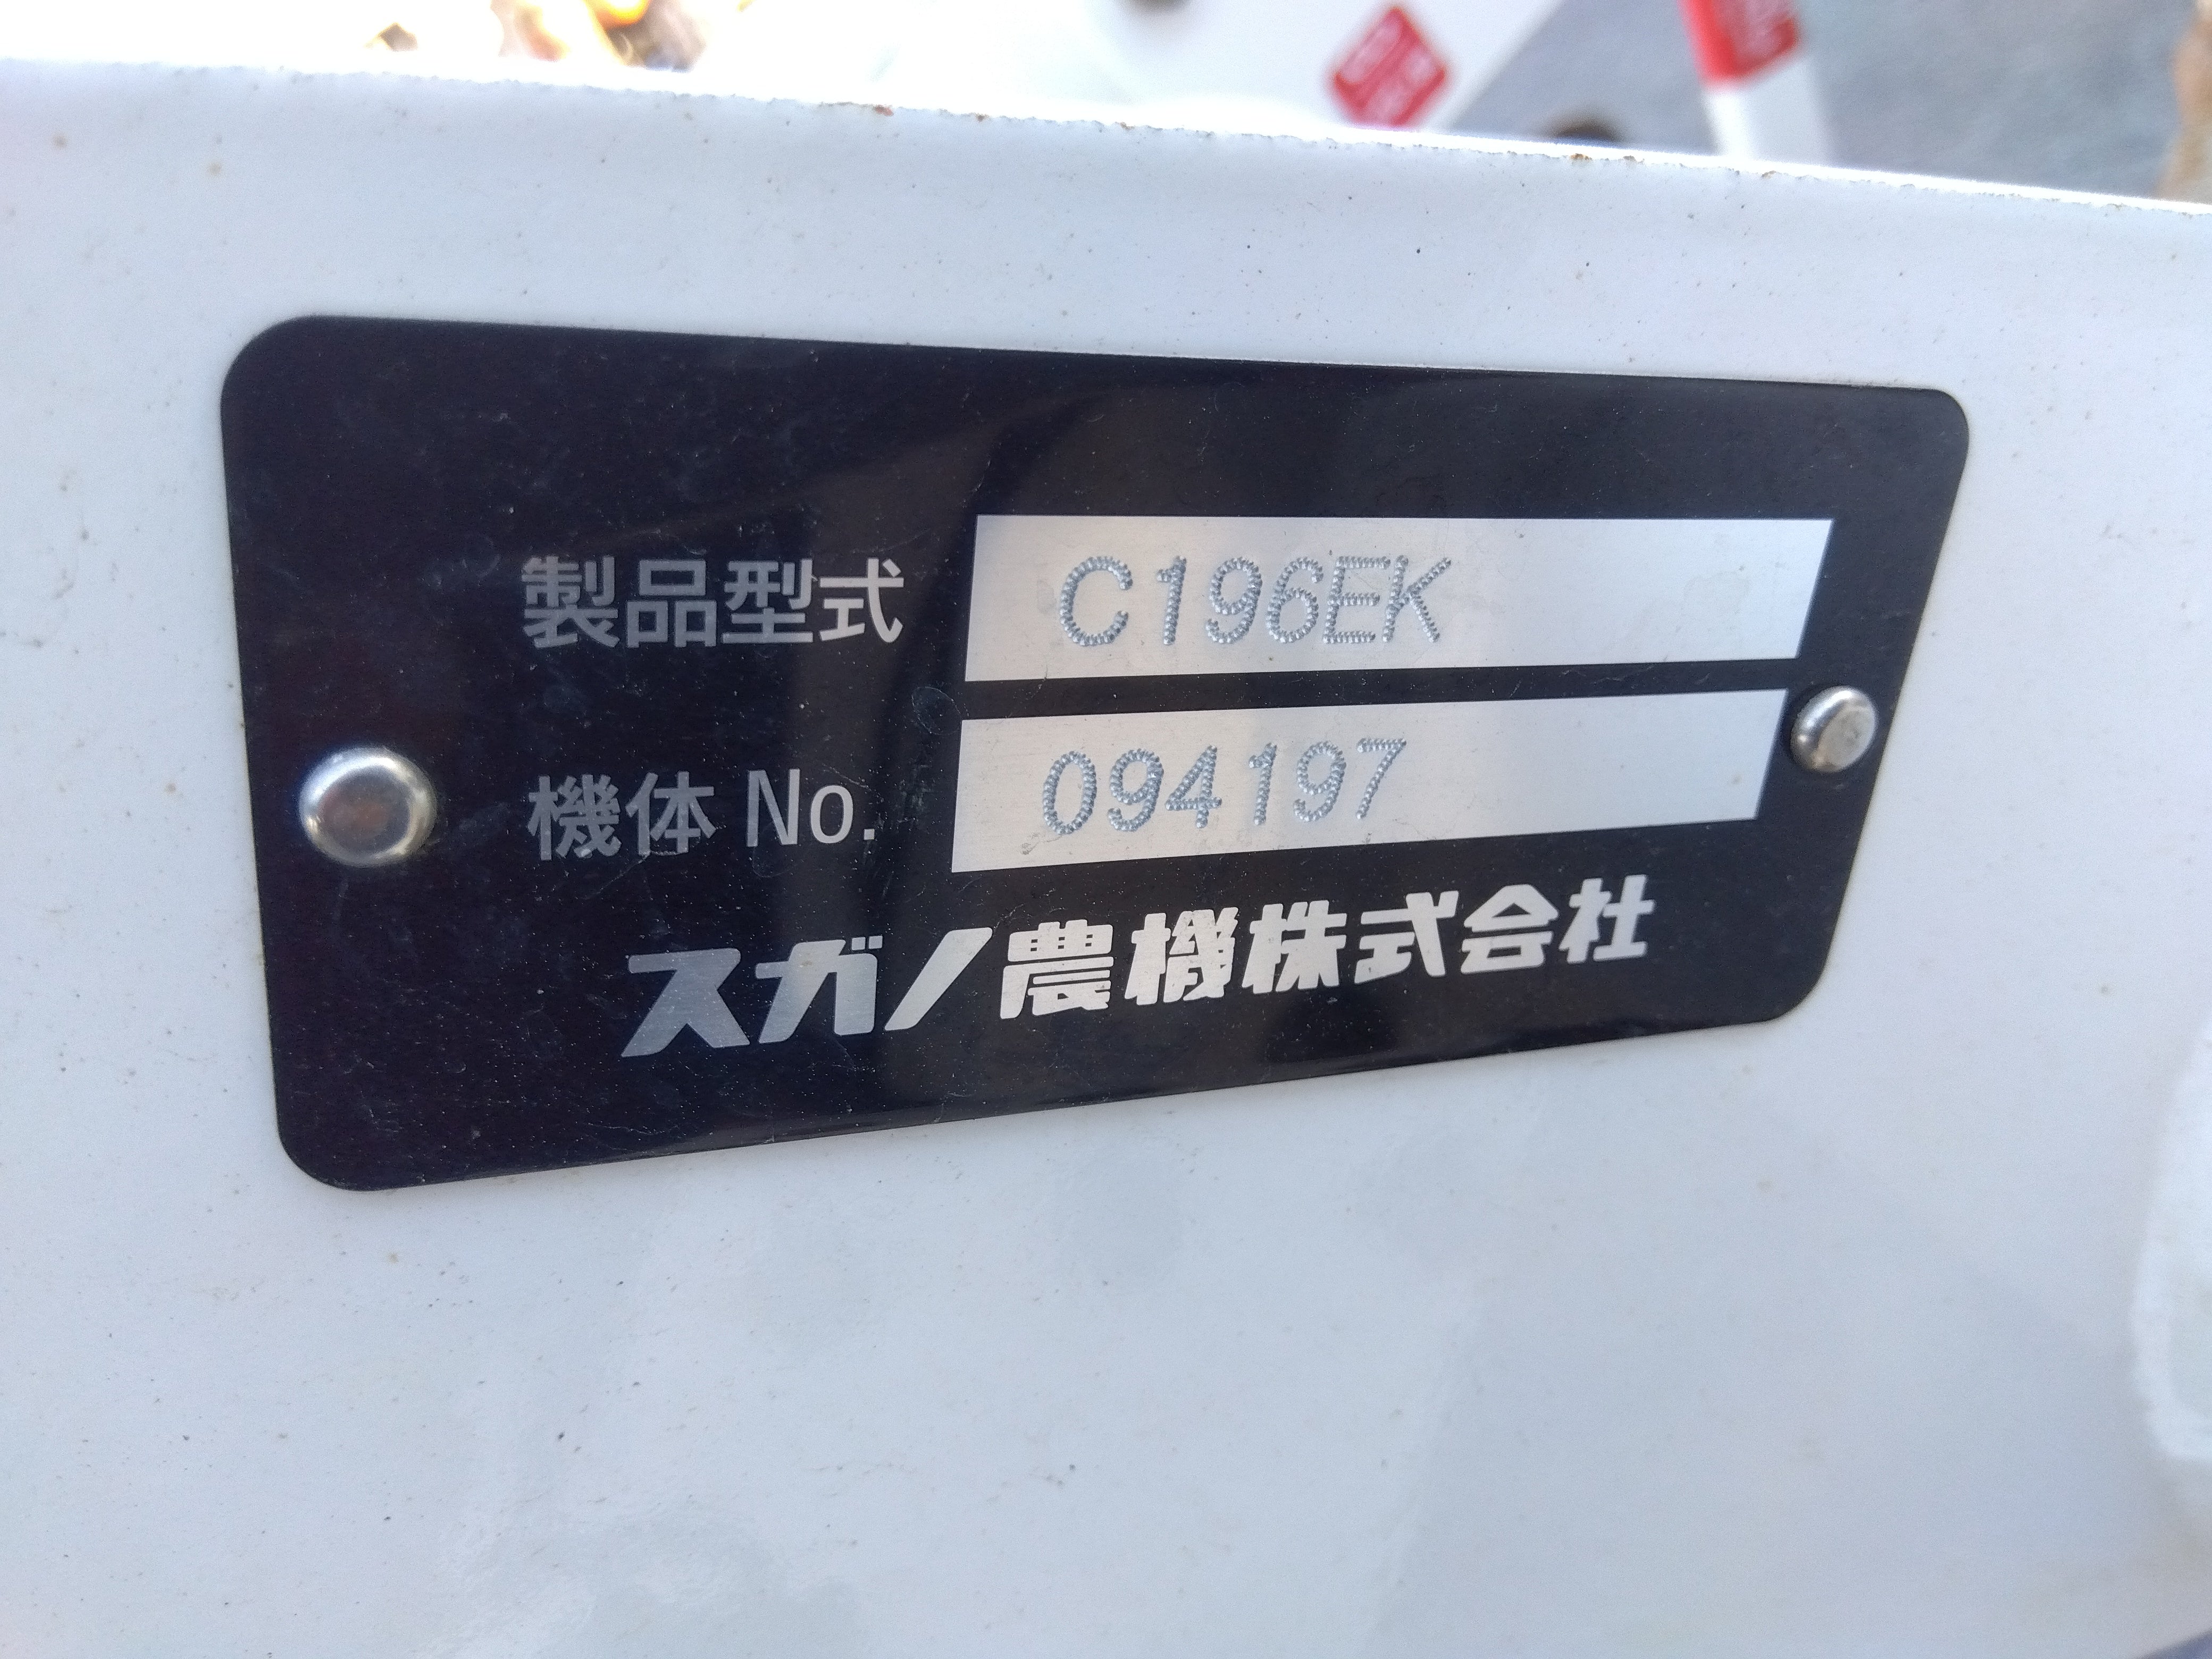 製品型式 C196EK
機体 No. 094197
スガノ農機株式会社